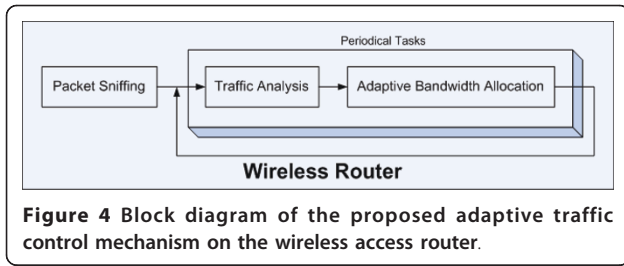 Periodical Tasks
Packet Sniffing
Traffic Analysis
Adaptive Bandwidth Allocation
Wireless Router
Figure 4 Block diagram of the proposed adaptive traffic
control mechanism on the wireless access router.